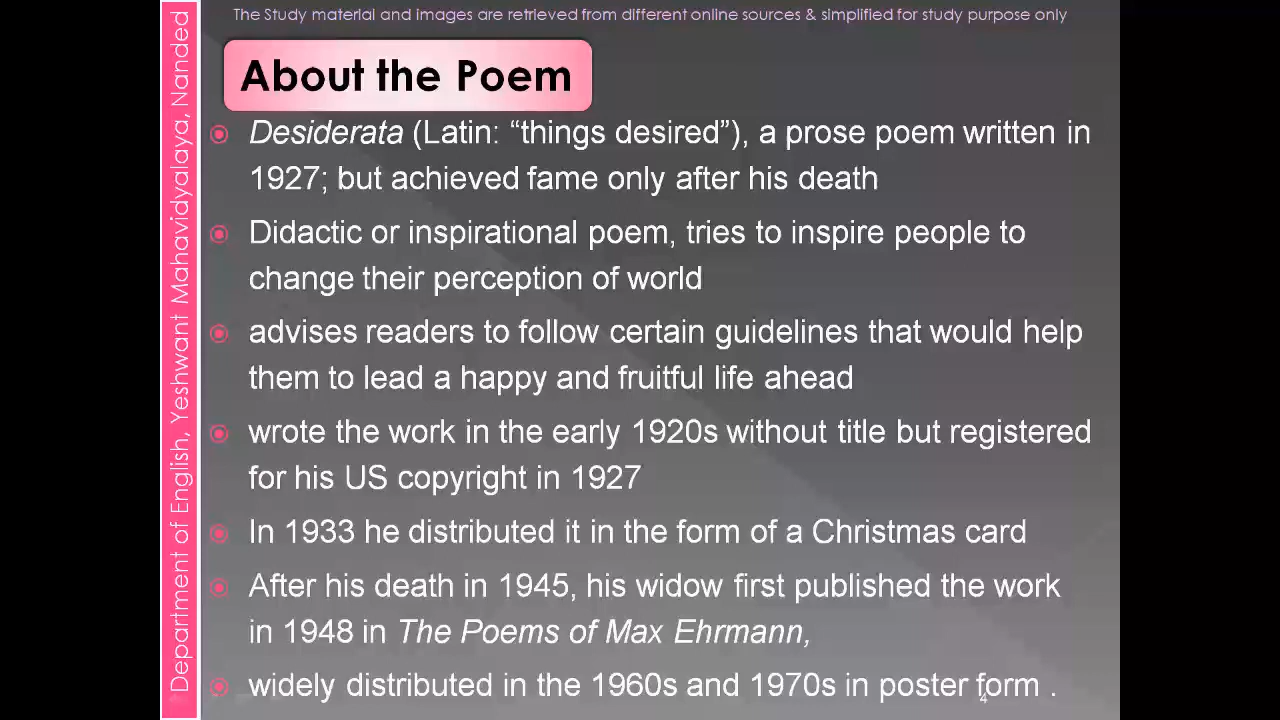 The Study material and images are retrieved from different online sources & simplified for study purpose only
Department of English, Yeshwant Mahavidyalaya, Nanded
About the Poem
Desiderata (Latin: “things desired”), a prose poem written in
1927; but achieved fame only after his death
Didactic or inspirational poem, tries to inspire people to
change their perception of world
advises readers to follow certain guidelines that would help
them to lead a happy and fruitful life ahead
wrote the work in the early 1920s without title but registered
for his US copyright in 1927
In 1933 he distributed it in the form of a Christmas card
After his death in 1945, his widow first published the work
in 1948 in The Poems of Max Ehrmann,
widely distributed in the 1960s and 1970s in poster form .
4